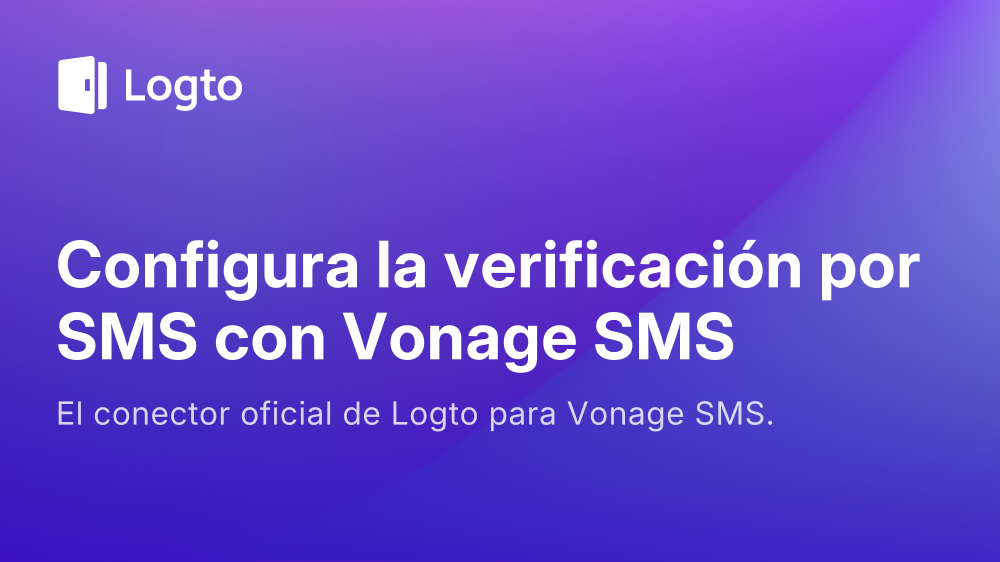 Logto
Configura la verificación por
SMS con Vonage SMS
El conector oficial de Logto para Vonage SMS.